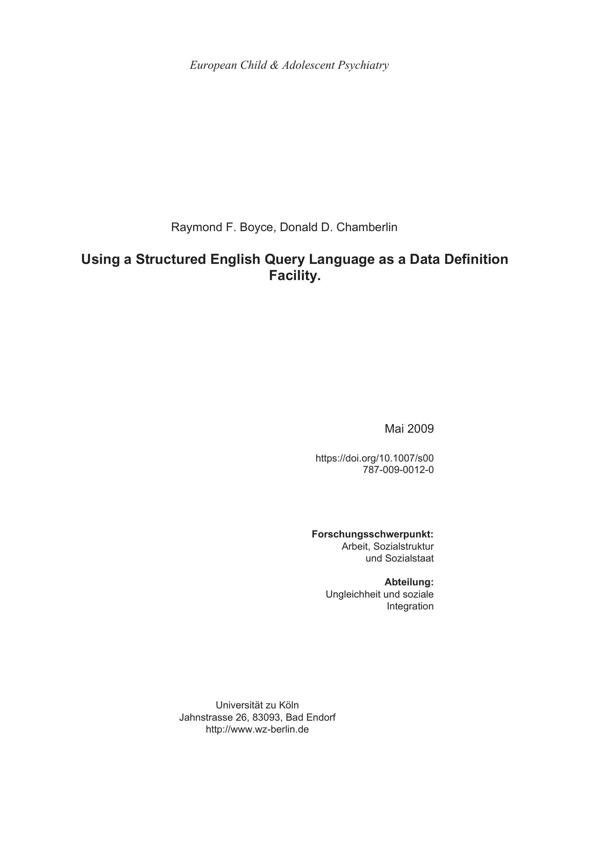 European Child & Adolescent Psychiatry
Raymond F. Boyce, Donald D. Chamberlin
Using a Structured English Query Language as a Data Definition
Facility.
Mai 2009
https://doi.org/10.1007/s00
787-009-0012-0
Forschungsschwerpunkt:
Arbeit, Sozialstruktur
und Sozialstaat
Abteilung:
Ungleichheit und soziale
Integration
Universität zu Köln
Jahnstrasse 26, 83093, Bad Endorf
http://www.wz-berlin.de